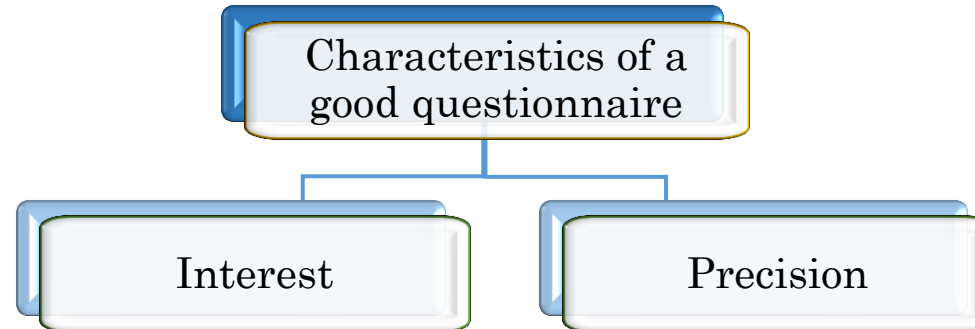 Characteristics of a
good questionnaire
Interest
Precision